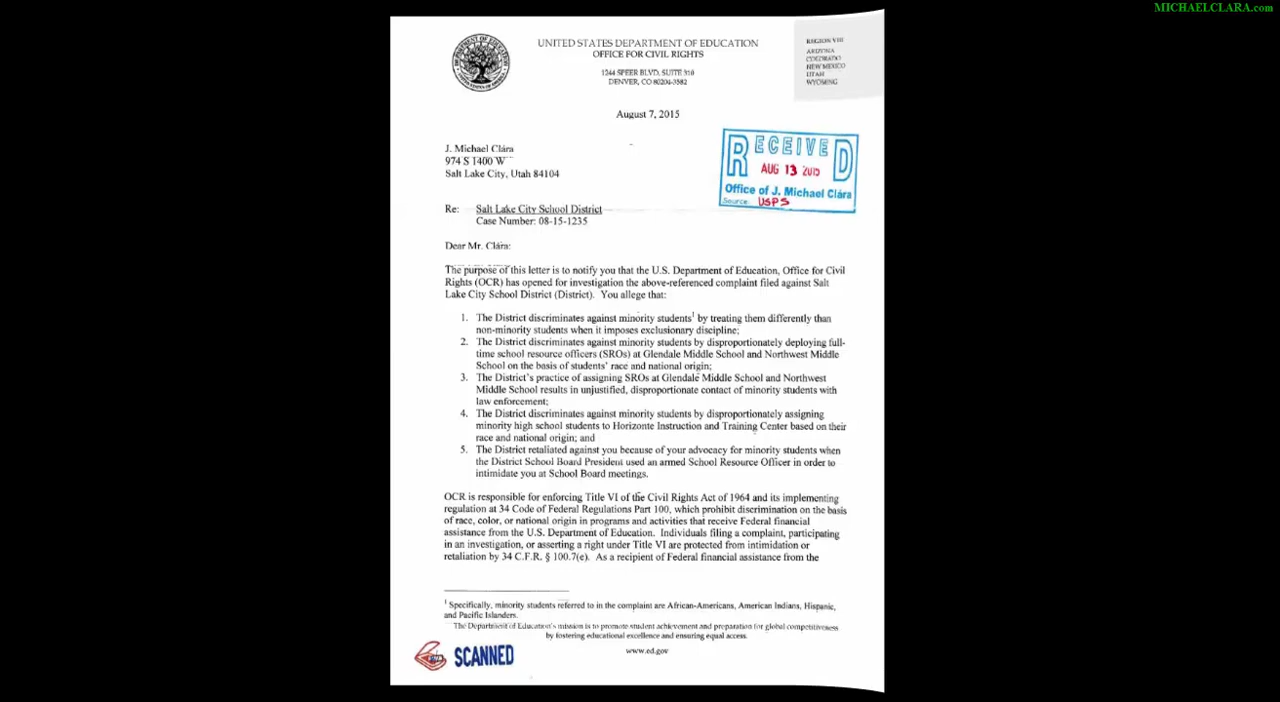 MICHAELCLARA.com
UNITED STATES DEPARTMENT OF EDUCATION
OFFICE FOR CIVIL RIGHTS
1244 SPEER BLVD, SUITE 310
DENVER, CO 80204-3582
REGION VIII
ARIZONA
COLORADO
NEW MEXICO
UTAH
WYOMING
August 7, 2015
J. Michael Clára
974 S 1400 W
Salt Lake City, Utah 84104
RECEIVED
AUG 13 2015
Office of J. Michael Clára
Source: USPS
Re: Salt Lake City School District
Case Number: 08-15-1235
Dear Mr. Clára:
The purpose of this letter is to notify you that the U.S. Department of Education, Office for Civil
Rights (OCR) has opened for investigation the above-referenced complaint filed against Salt
Lake City School District (District). You allege that:
1. The District discriminates against minority students¹ by treating them differently than
non-minority students when it imposes exclusionary discipline;
2. The District discriminates against minority students by disproportionately deploying full-
time school resource officers (SROs) at Glendale Middle School and Northwest Middle
School on the basis of students' race and national origin;
3. The District's practice of assigning SROs at Glendale Middle School and Northwest
Middle School results in unjustified, disproportionate contact of minority students with
law enforcement;
4. The District discriminates against minority students by disproportionately assigning
minority high school students to Horizonte Instruction and Training Center based on their
race and national origin; and
5. The District retaliated against you because of your advocacy for minority students when
the District School Board President used an armed School Resource Officer in order to
intimidate you at School Board meetings.
OCR is responsible for enforcing Title VI of the Civil Rights Act of 1964 and its implementing
regulation at 34 Code of Federal Regulations Part 100, which prohibit discrimination on the basis
of race, color, or national origin in programs and activities that receive Federal financial
assistance from the U.S. Department of Education. Individuals filing a complaint, participating
in an investigation, or asserting a right under Title VI are protected from intimidation or
retaliation by 34 C.F.R. § 100.7(e). As a recipient of Federal financial assistance from the
¹ Specifically, minority students referred to in the complaint are African-Americans, American Indians, Hispanic,
and Pacific Islanders.
The Department of Education's mission is to promote student achievement and preparation for global competitiveness
by fostering educational excellence and ensuring equal access.
www.ed.gov
SCANNED